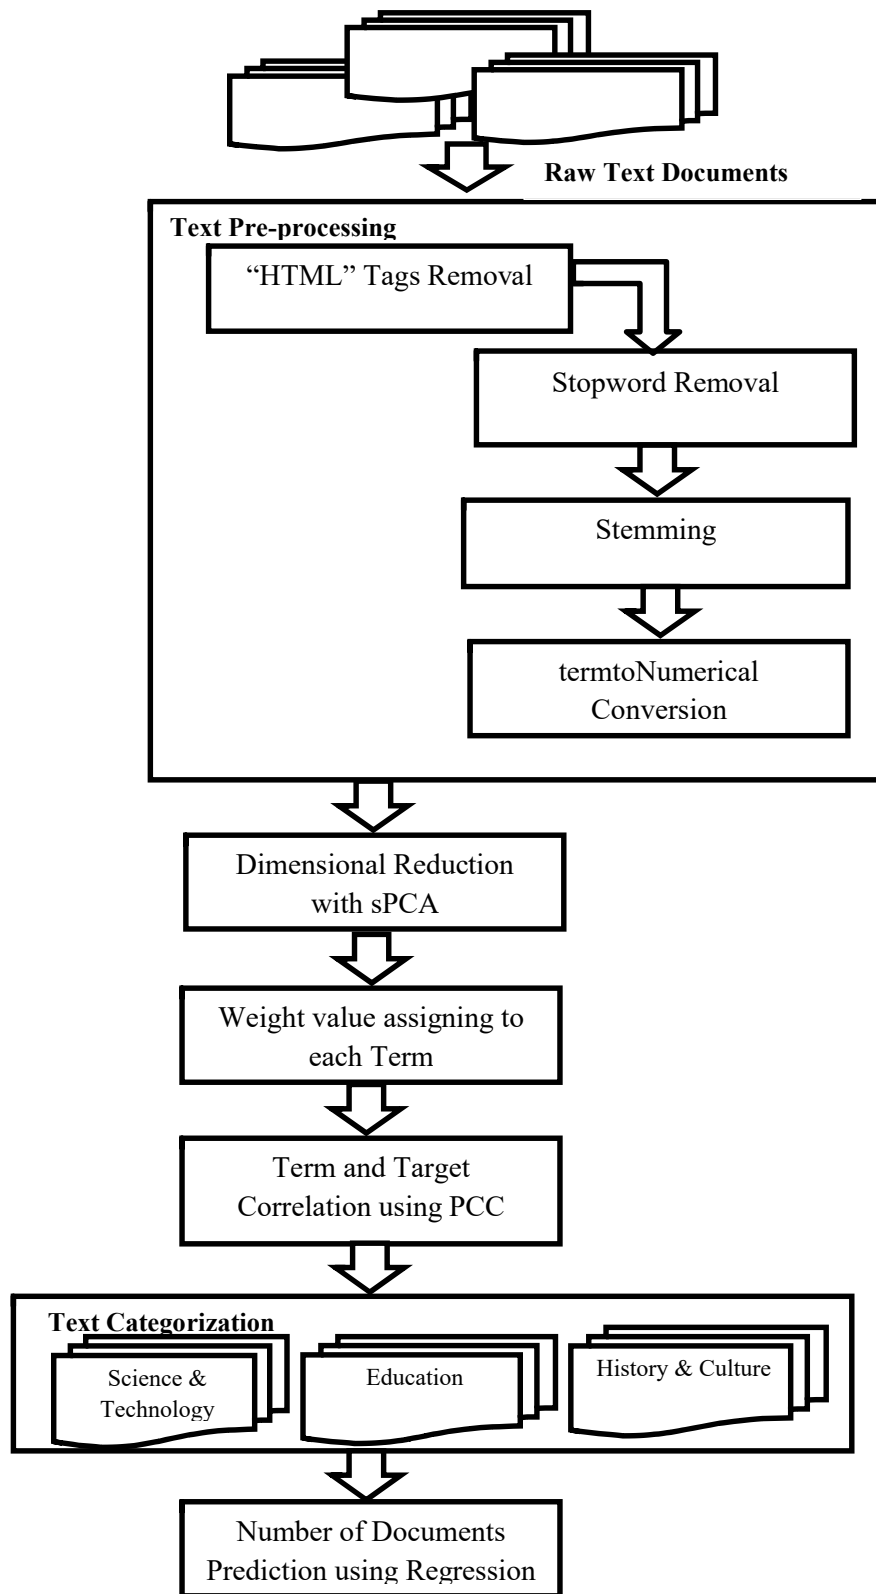 Raw Text Documents
Text Pre-processing
“HTML” Tags Removal
Stopword Removal
Stemming
termtoNumerical
Conversion
Dimensional Reduction
with sPCA
Weight value assigning to
each Term
Term and Target
Correlation using PCC
Text Categorization
Science &
Technology
Education
History & Culture
Number of Documents
Prediction using Regression